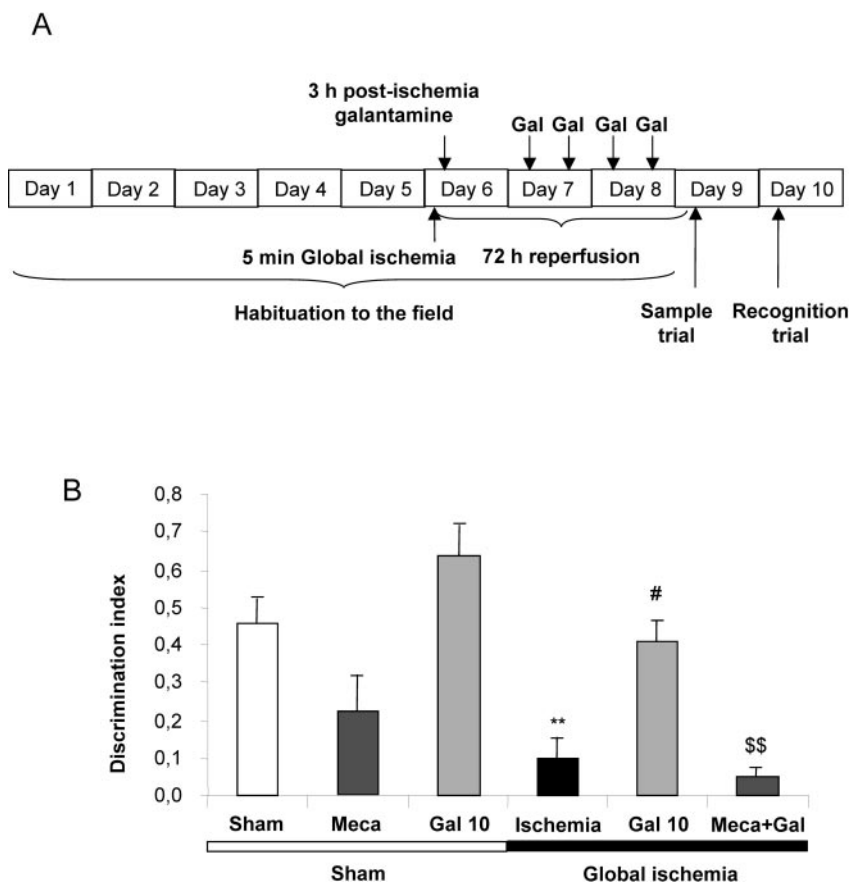 A
3 h post-ischemia
galantamine
Gal Gal Gal Gal
Day 1 Day 2 Day 3 Day 4 Day 5 Day 6 Day 7 Day 8 Day 9 Day 10
5 min Global ischemia 72 h reperfusion
Habituation to the field
Sample
trial
Recognition
trial
B
Discrimination index
0,8
0,7
0,6
0,5
0,4
0,3
0,2
0,1
0,0
**
#
$$
Sham Meca Gal 10 Ischemia Gal 10 Meca+Gal
Sham Global ischemia